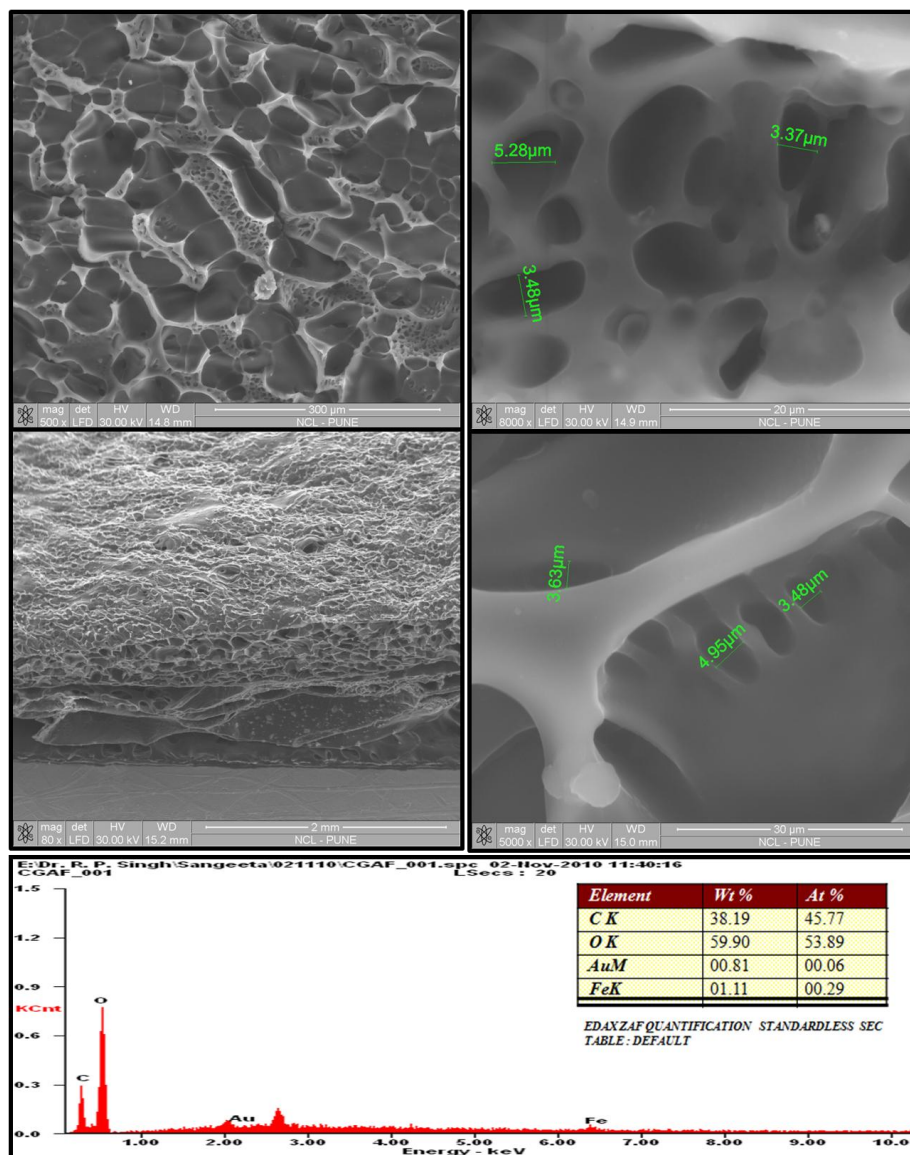 mag det HV WD 300 µm
500 x LFD 30.00 kV 14.8 mm NCL - PUNE
5.28µm
3.37µm
3.48µm
mag det HV WD 20 µm
8000 x LFD 30.00 kV 14.9 mm NCL - PUNE
mag det HV WD 2 mm
80 x LFD 30.00 kV 15.2 mm NCL - PUNE
3.63µm
3.48µm
4.95µm
mag det HV WD 30 µm
5000 x LFD 30.00 kV 15.0 mm NCL - PUNE
E:\Dr. R. P. Singh\Sangeeta\021110\CGAF_001.spc 02-Nov-2010 11:40:16
CGAF_001 LSecs : 20
1.5
1.2
0.9
KCnt
0.6
0.3
0.0
C
O
Au
Fe
1.00 2.00 3.00 4.00 5.00 6.00 7.00 8.00 9.00 10.0
Energy - keV
Element Wt % At %
C K 38.19 45.77
O K 59.90 53.89
AuM 00.81 00.06
FeK 01.11 00.29
EDAX ZAF QUANTIFICATION STANDARDLESS SEC
TABLE : DEFAULT